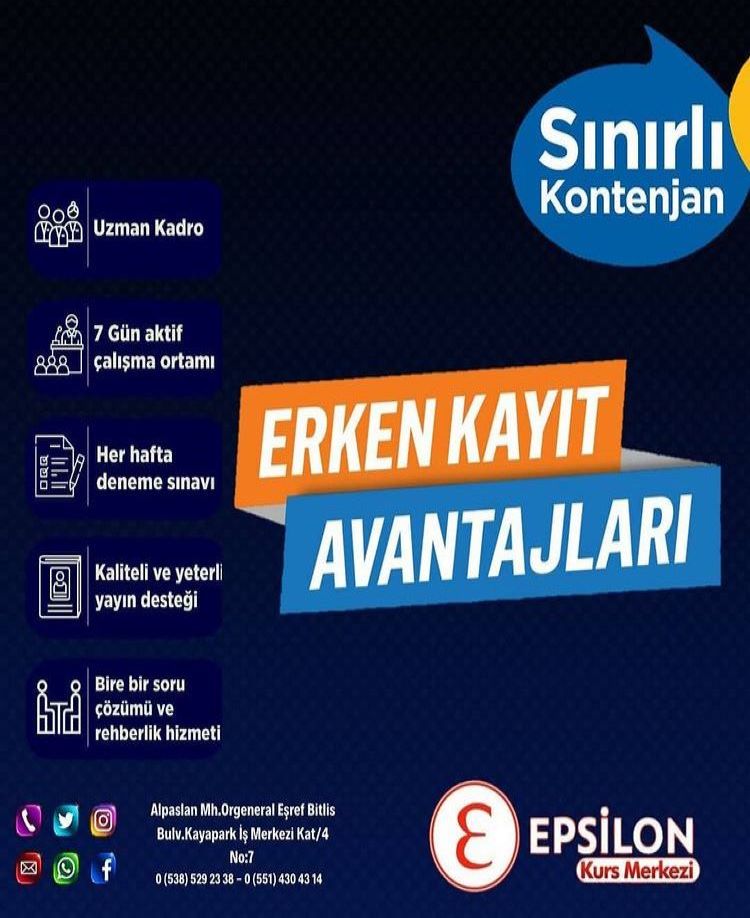 Sınırlı
Kontenjan
Uzman Kadro
7 Gün aktif
çalışma ortamı
Her hafta
deneme sınavı
Kaliteli ve yeterli
yayın desteği
Bire bir soru
çözümü ve
rehberlik hizmeti
ERKEN KAYIT
AVANTAJLARI
Alpaslan Mh.Orgeneral Eşref Bitlis
Bulv.Kayapark İş Merkezi Kat/4
No:7
0 (538) 529 23 38 – 0 (551) 430 43 14
EPSİLON
Kurs Merkezi